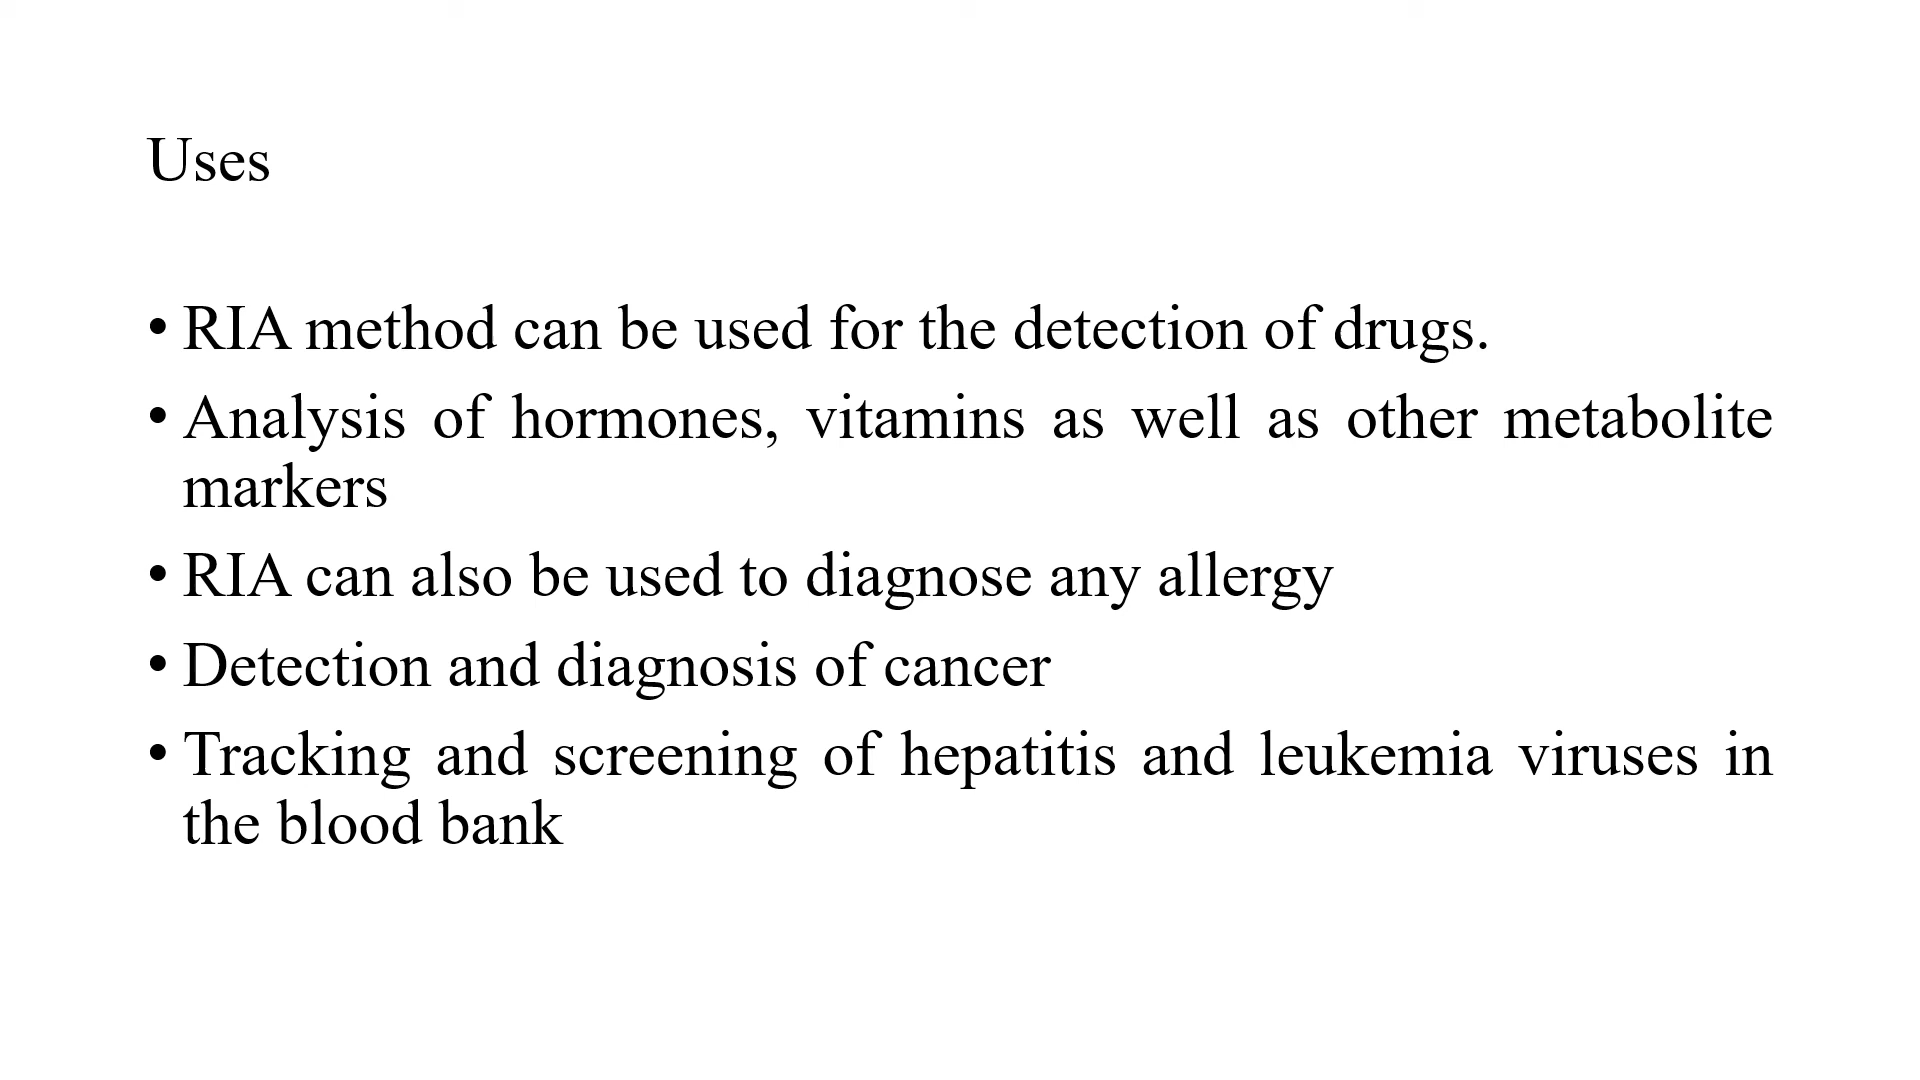 Uses
• RIA method can be used for the detection of drugs.
• Analysis of hormones, vitamins as well as other metabolite
markers
• RIA can also be used to diagnose any allergy
• Detection and diagnosis of cancer
• Tracking and screening of hepatitis and leukemia viruses in
the blood bank